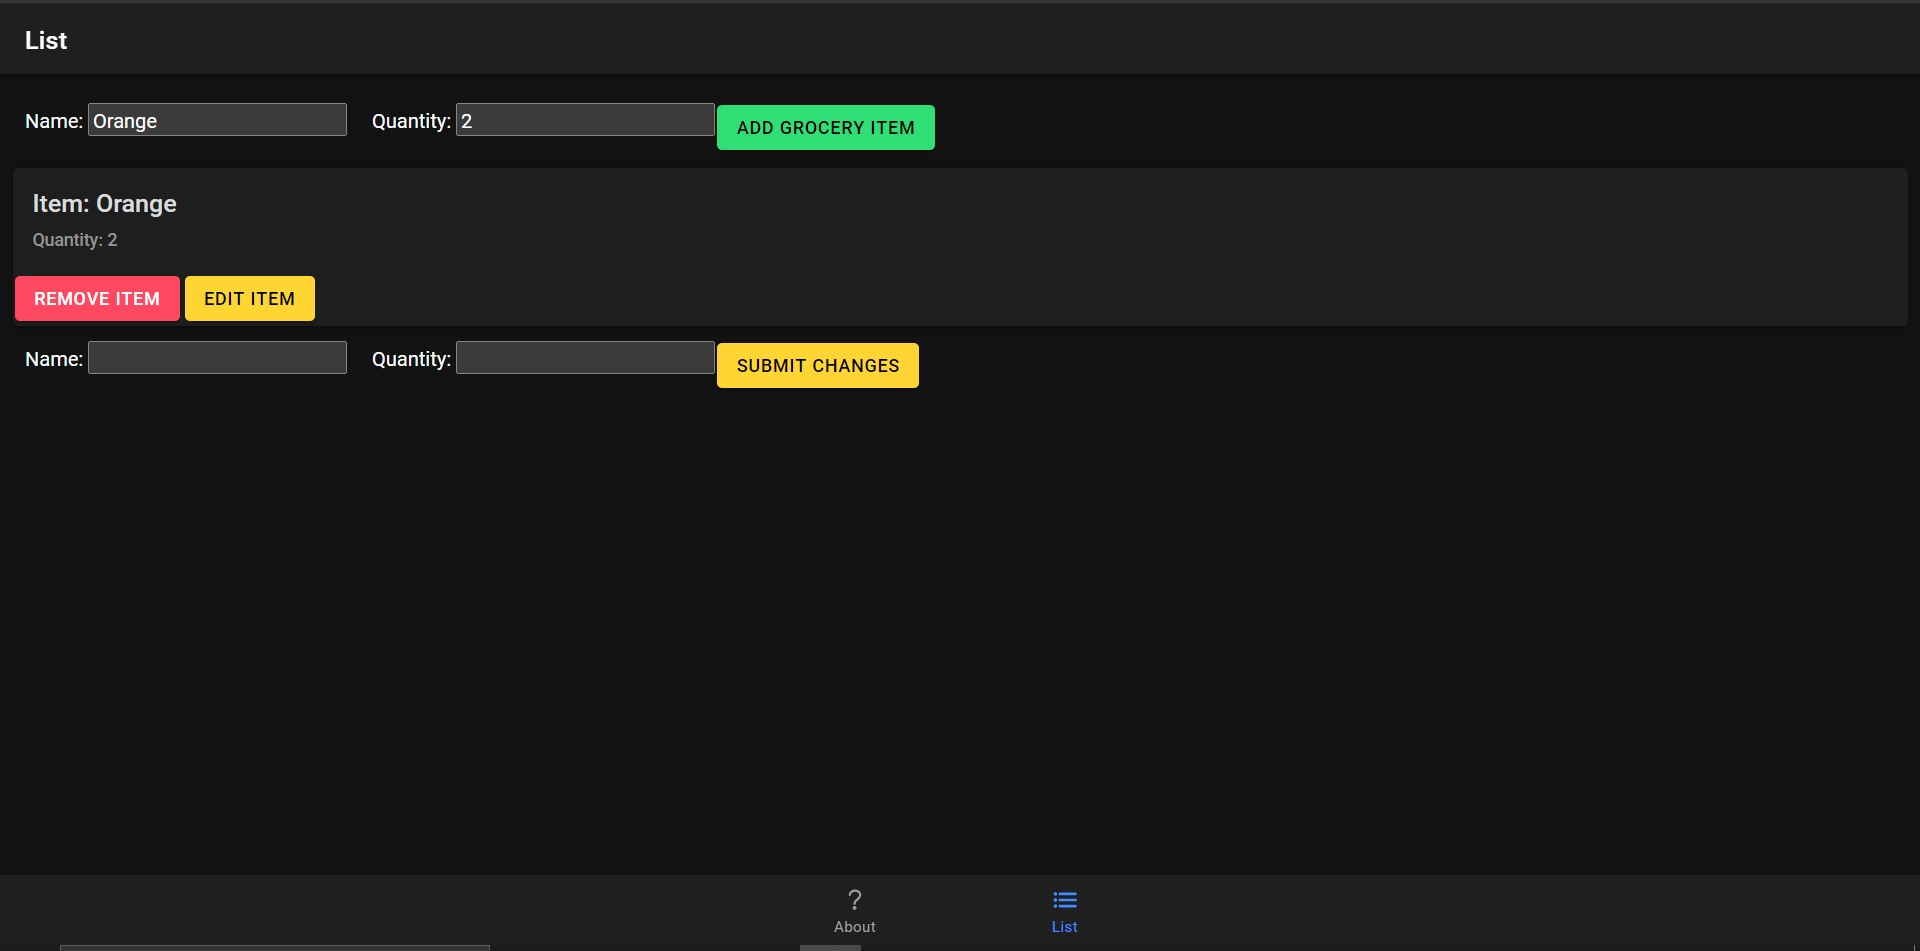 List
Name: Orange Quantity: 2 ADD GROCERY ITEM
Item: Orange
Quantity: 2
REMOVE ITEM EDIT ITEM
Name: Quantity: SUBMIT CHANGES
? 
About List